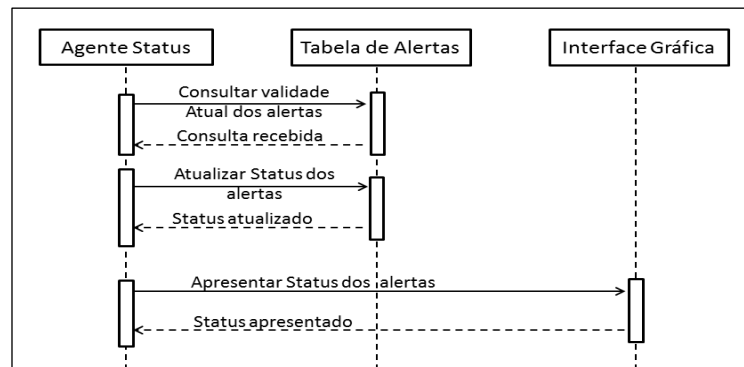 Agente Status
Tabela de Alertas
Interface Gráfica
Consultar validade
Atual dos alertas
Consulta recebida
Atualizar Status dos
alertas
Status atualizado
Apresentar Status dos alertas
Status apresentado